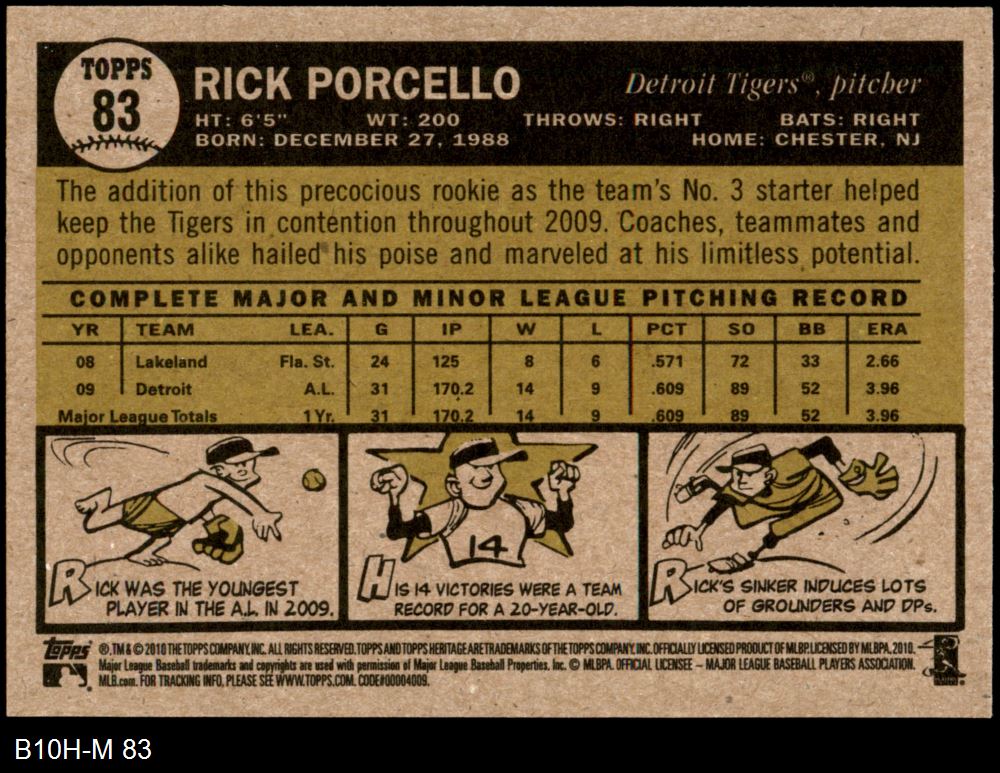 TOPPS
83
RICK PORCELLO
Detroit Tigers®, pitcher
HT: 6'5" WT: 200 THROWS: RIGHT BATS: RIGHT
BORN: DECEMBER 27, 1988 HOME: CHESTER, NJ
The addition of this precocious rookie as the team's No. 3 starter helped
keep the Tigers in contention throughout 2009. Coaches, teammates and
opponents alike hailed his poise and marveled at his limitless potential.
COMPLETE MAJOR AND MINOR LEAGUE PITCHING RECORD
YR TEAM LEA. G IP W L PCT SO BB ERA
08 Lakeland Fla. St. 24 125 8 6 .571 72 33 2.66
09 Detroit A.L. 31 170.2 14 9 .609 89 52 3.96
Major League Totals 1 Yr. 31 170.2 14 9 .609 89 52 3.96
RICK WAS THE YOUNGEST
PLAYER IN THE A.L. IN 2009.
14
HIS 14 VICTORIES WERE A TEAM
RECORD FOR A 20-YEAR-OLD.
RICK'S SINKER INDUCES LOTS
OF GROUNDERS AND DPs.
Topps ®, TM & © 2010 THE TOPPS COMPANY, INC. ALL RIGHTS RESERVED. TOPPS AND TOPPS HERITAGE ARE TRADEMARKS OF THE TOPPS COMPANY, INC. OFFICIALLY LICENSED PRODUCT OF MLBP. LICENSED BY MLBPA, 2010.
Major League Baseball trademarks and copyrights are used with permission of Major League Baseball Properties, Inc. © MLBPA. OFFICIAL LICENSEE – MAJOR LEAGUE BASEBALL PLAYERS ASSOCIATION.
MLB.com. FOR TRACKING INFO, PLEASE SEE WWW.TOPPS.COM. CODE#00004009.
B10H-M 83